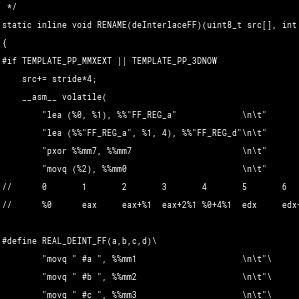 */
static inline void RENAME(deInterlaceFF)(uint8_t src[], int
{
#if TEMPLATE_PP_MMXEXT || TEMPLATE_PP_3DNOW
src+= stride*4;
__asm__ volatile(
"lea (%0, %1), %%"FF_REG_a" \n\t"
"lea (%%"FF_REG_a", %1, 4), %%"FF_REG_d"\n\t"
"pxor %%mm7, %%mm7 \n\t"
"movq (%2), %%mm0 \n\t"
// 0 1 2 3 4 5 6
// %0 eax eax+%1 eax+2%1 %0+4%1 edx edx+
#define REAL_DEINT_FF(a,b,c,d)\
"movq " #a ", %%mm1 \n\t"\
"movq " #b ", %%mm2 \n\t"\
"movq " #c ", %%mm3 \n\t"\